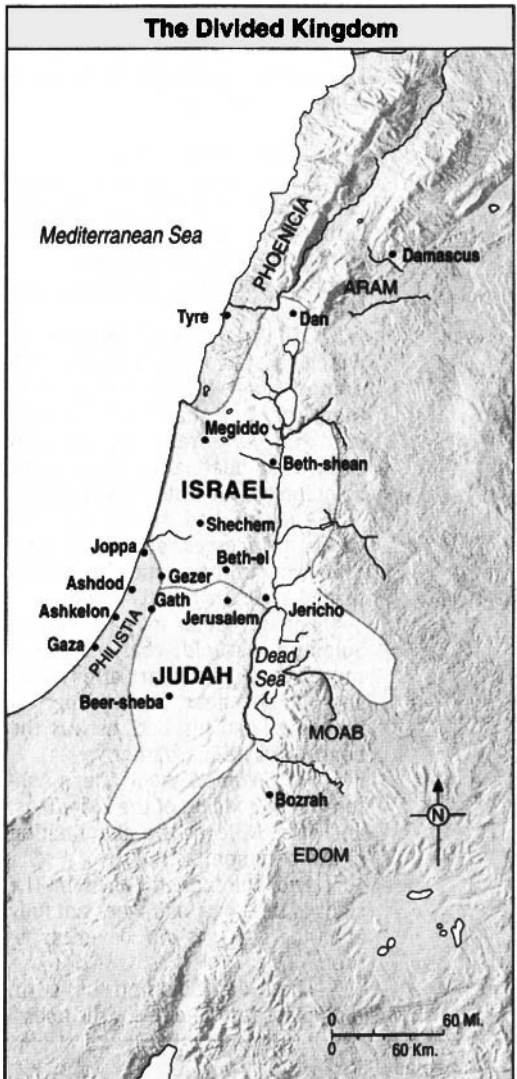 The Divided Kingdom
Mediterranean Sea
PHOENICIA
Damascus
ARAM
Tyre
Dan
Megiddo
Beth-shean
ISRAEL
Shechem
Joppa
Beth-el
Ashdod
Gezer
Gath
Jerusalem
Jericho
Ashkelon
PHILISTIA
Gaza
JUDAH
Dead
Sea
Beer-sheba
MOAB
Bozrah
N
EDOM
0 60 Mi.
0 60 Km.